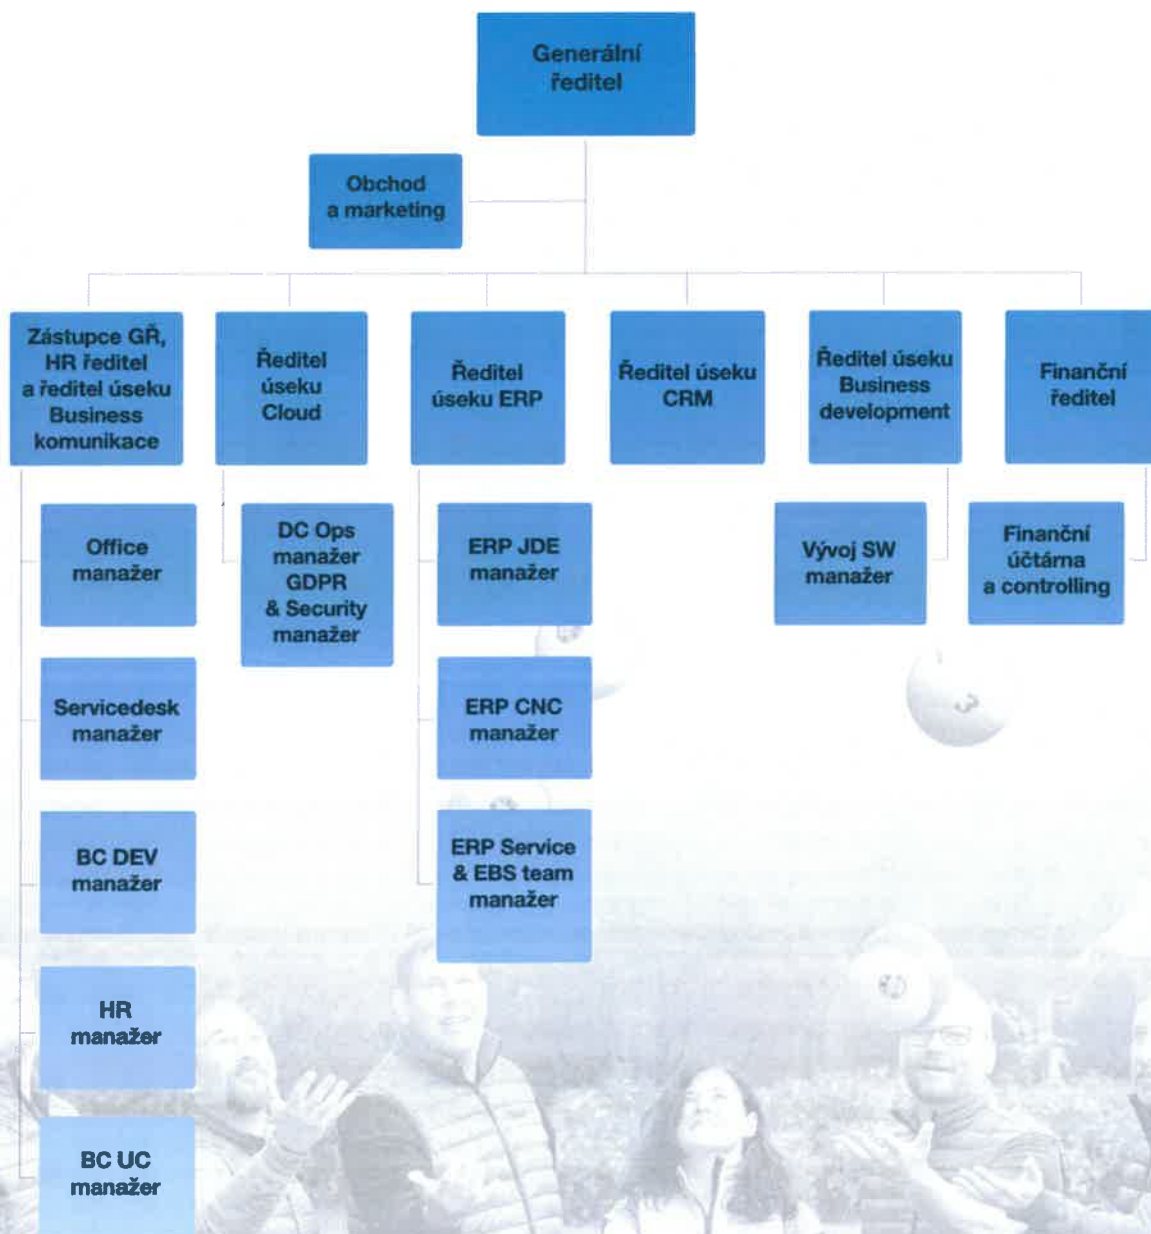 Generální
ředitel
Obchod
a marketing
Zástupce GŘ,
HR ředitel
a ředitel úseku
Business
komunikace
Ředitel
úseku
Cloud
Ředitel
úseku ERP
Ředitel úseku
CRM
Ředitel úseku
Business
development
Finanční
ředitel
Office
manažer
Servicedesk
manažer
BC DEV
manažer
HR
manažer
BC UC
manažer
DC Ops
manažer
GDPR
& Security
manažer
ERP JDE
manažer
ERP CNC
manažer
ERP Service
& EBS team
manažer
Vývoj SW
manažer
Finanční
účtárna
a controlling
3